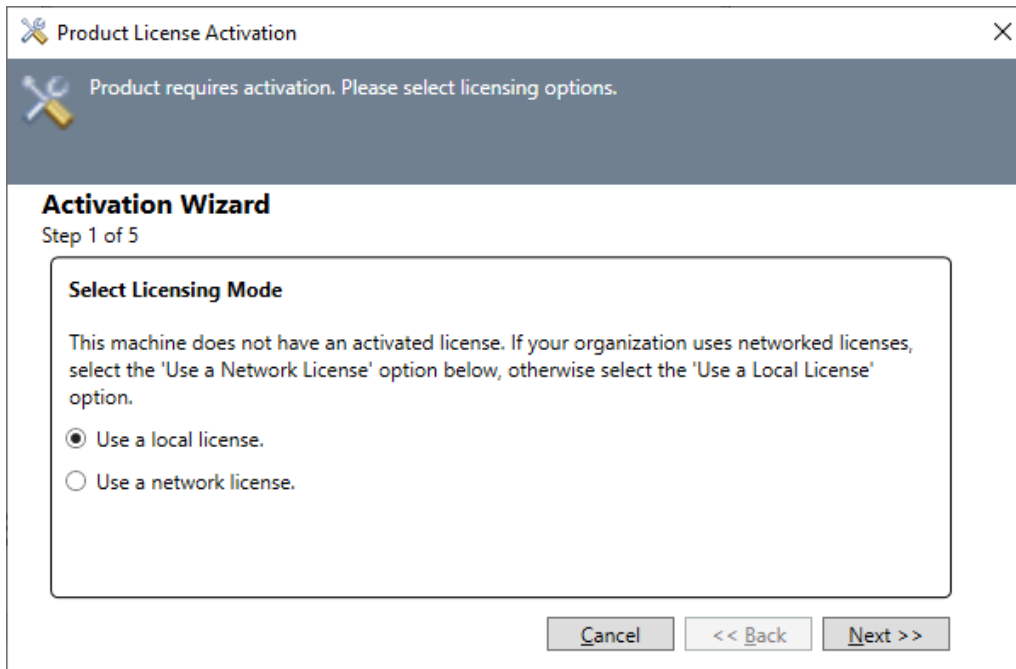 Product License Activation
Product requires activation. Please select licensing options.
Activation Wizard
Step 1 of 5
Select Licensing Mode
This machine does not have an activated license. If your organization uses networked licenses,
select the 'Use a Network License' option below, otherwise select the 'Use a Local License'
option.
Use a local license.
Use a network license.
Cancel
<< Back
Next >>